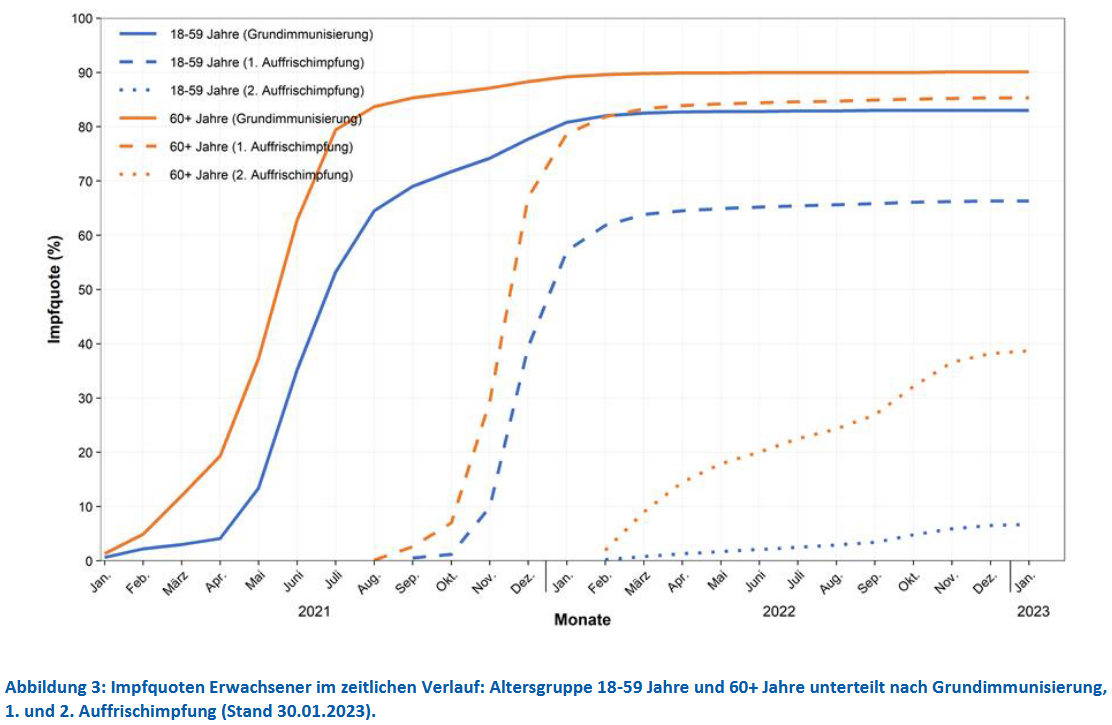 100
90
80
70
60
50
40
30
20
10
0
Impfquote (%)
18-59 Jahre (Grundimmunisierung)
18-59 Jahre (1. Auffrischimpfung)
18-59 Jahre (2. Auffrischimpfung)
60+ Jahre (Grundimmunisierung)
60+ Jahre (1. Auffrischimpfung)
60+ Jahre (2. Auffrischimpfung)
Jan. Feb. März Apr. Mai Juni Juli Aug. Sep. Okt. Nov. Dez. Jan. Feb. März Apr. Mai Juni Juli Aug. Sep. Okt. Nov. Dez. Jan.
2021 2022 2023
Monate
Abbildung 3: Impfquoten Erwachsener im zeitlichen Verlauf: Altersgruppe 18-59 Jahre und 60+ Jahre unterteilt nach Grundimmunisierung,
1. und 2. Auffrischimpfung (Stand 30.01.2023).